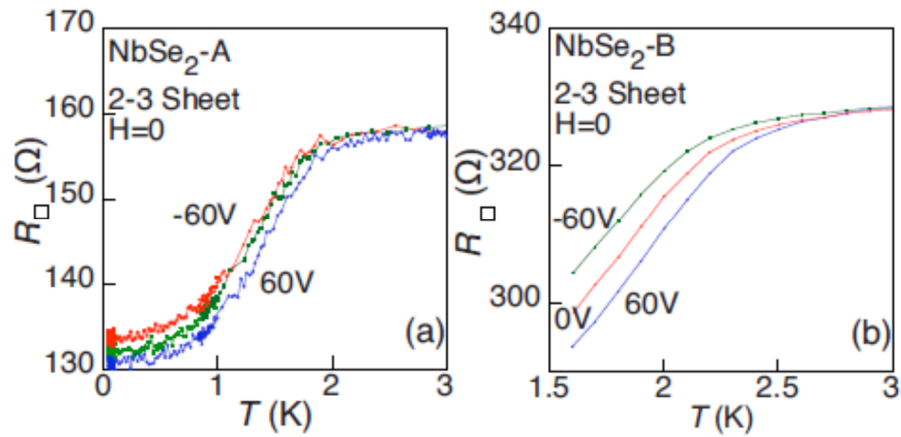 170
160
150
140
130
R□ (Ω)
NbSe2-A
2-3 Sheet
H=0
-60V
60V
(a)
0
1
2
3
T (K)
340
320
300
R□ (Ω)
NbSe2-B
2-3 Sheet
H=0
-60V
0V
60V
(b)
1.5
2
2.5
3
T (K)